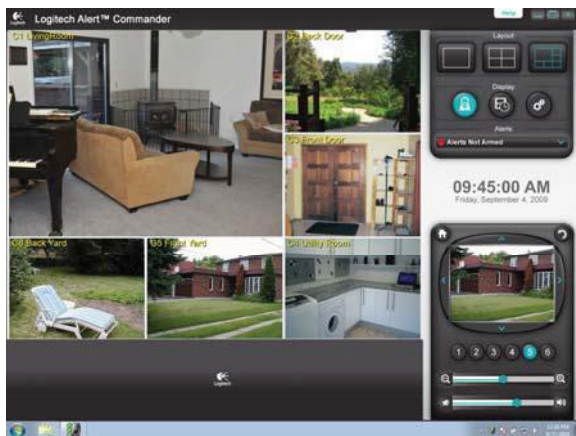 Logitech
Logitech Alert™ Commander
Help
C1 LivingRoom
C2 Back Door
C3 Front Door
C6 Back Yard
C5 Front Yard
C4 Utility Room
Layout
Display
Alerts
Alerts Not Armed
09:45:00 AM
Friday, September 4, 2009
1 2 3 4 5 6
Logitech